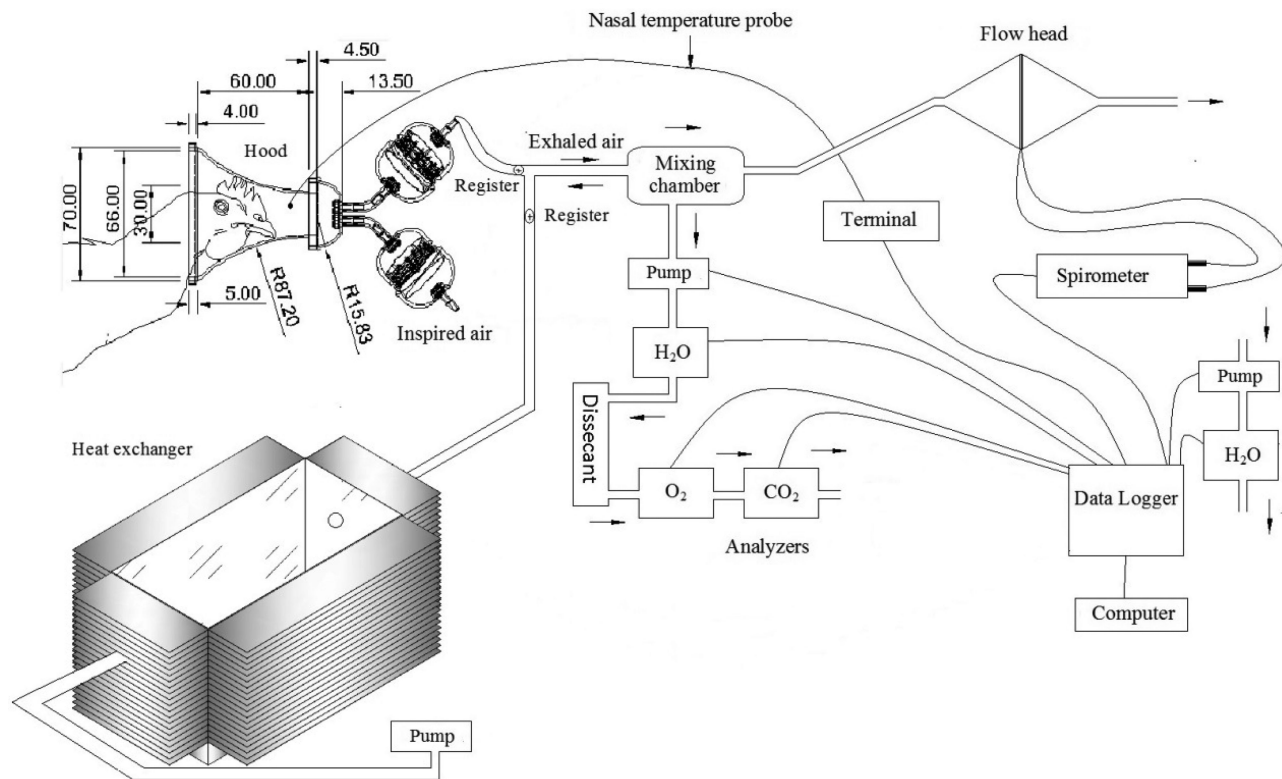 Nasal temperature probe
Flow head
4.50
60.00
13.50
4.00
Hood
Exhaled air
Mixing
chamber
Register
Register
70.00
66.00
30.00
Terminal
Pump
Spirometer
5.00
R87.20
R15.83
Inspired air
H₂O
Pump
Dissecant
Heat exchanger
H₂O
O₂
CO₂
Data Logger
Analyzers
Computer
Pump